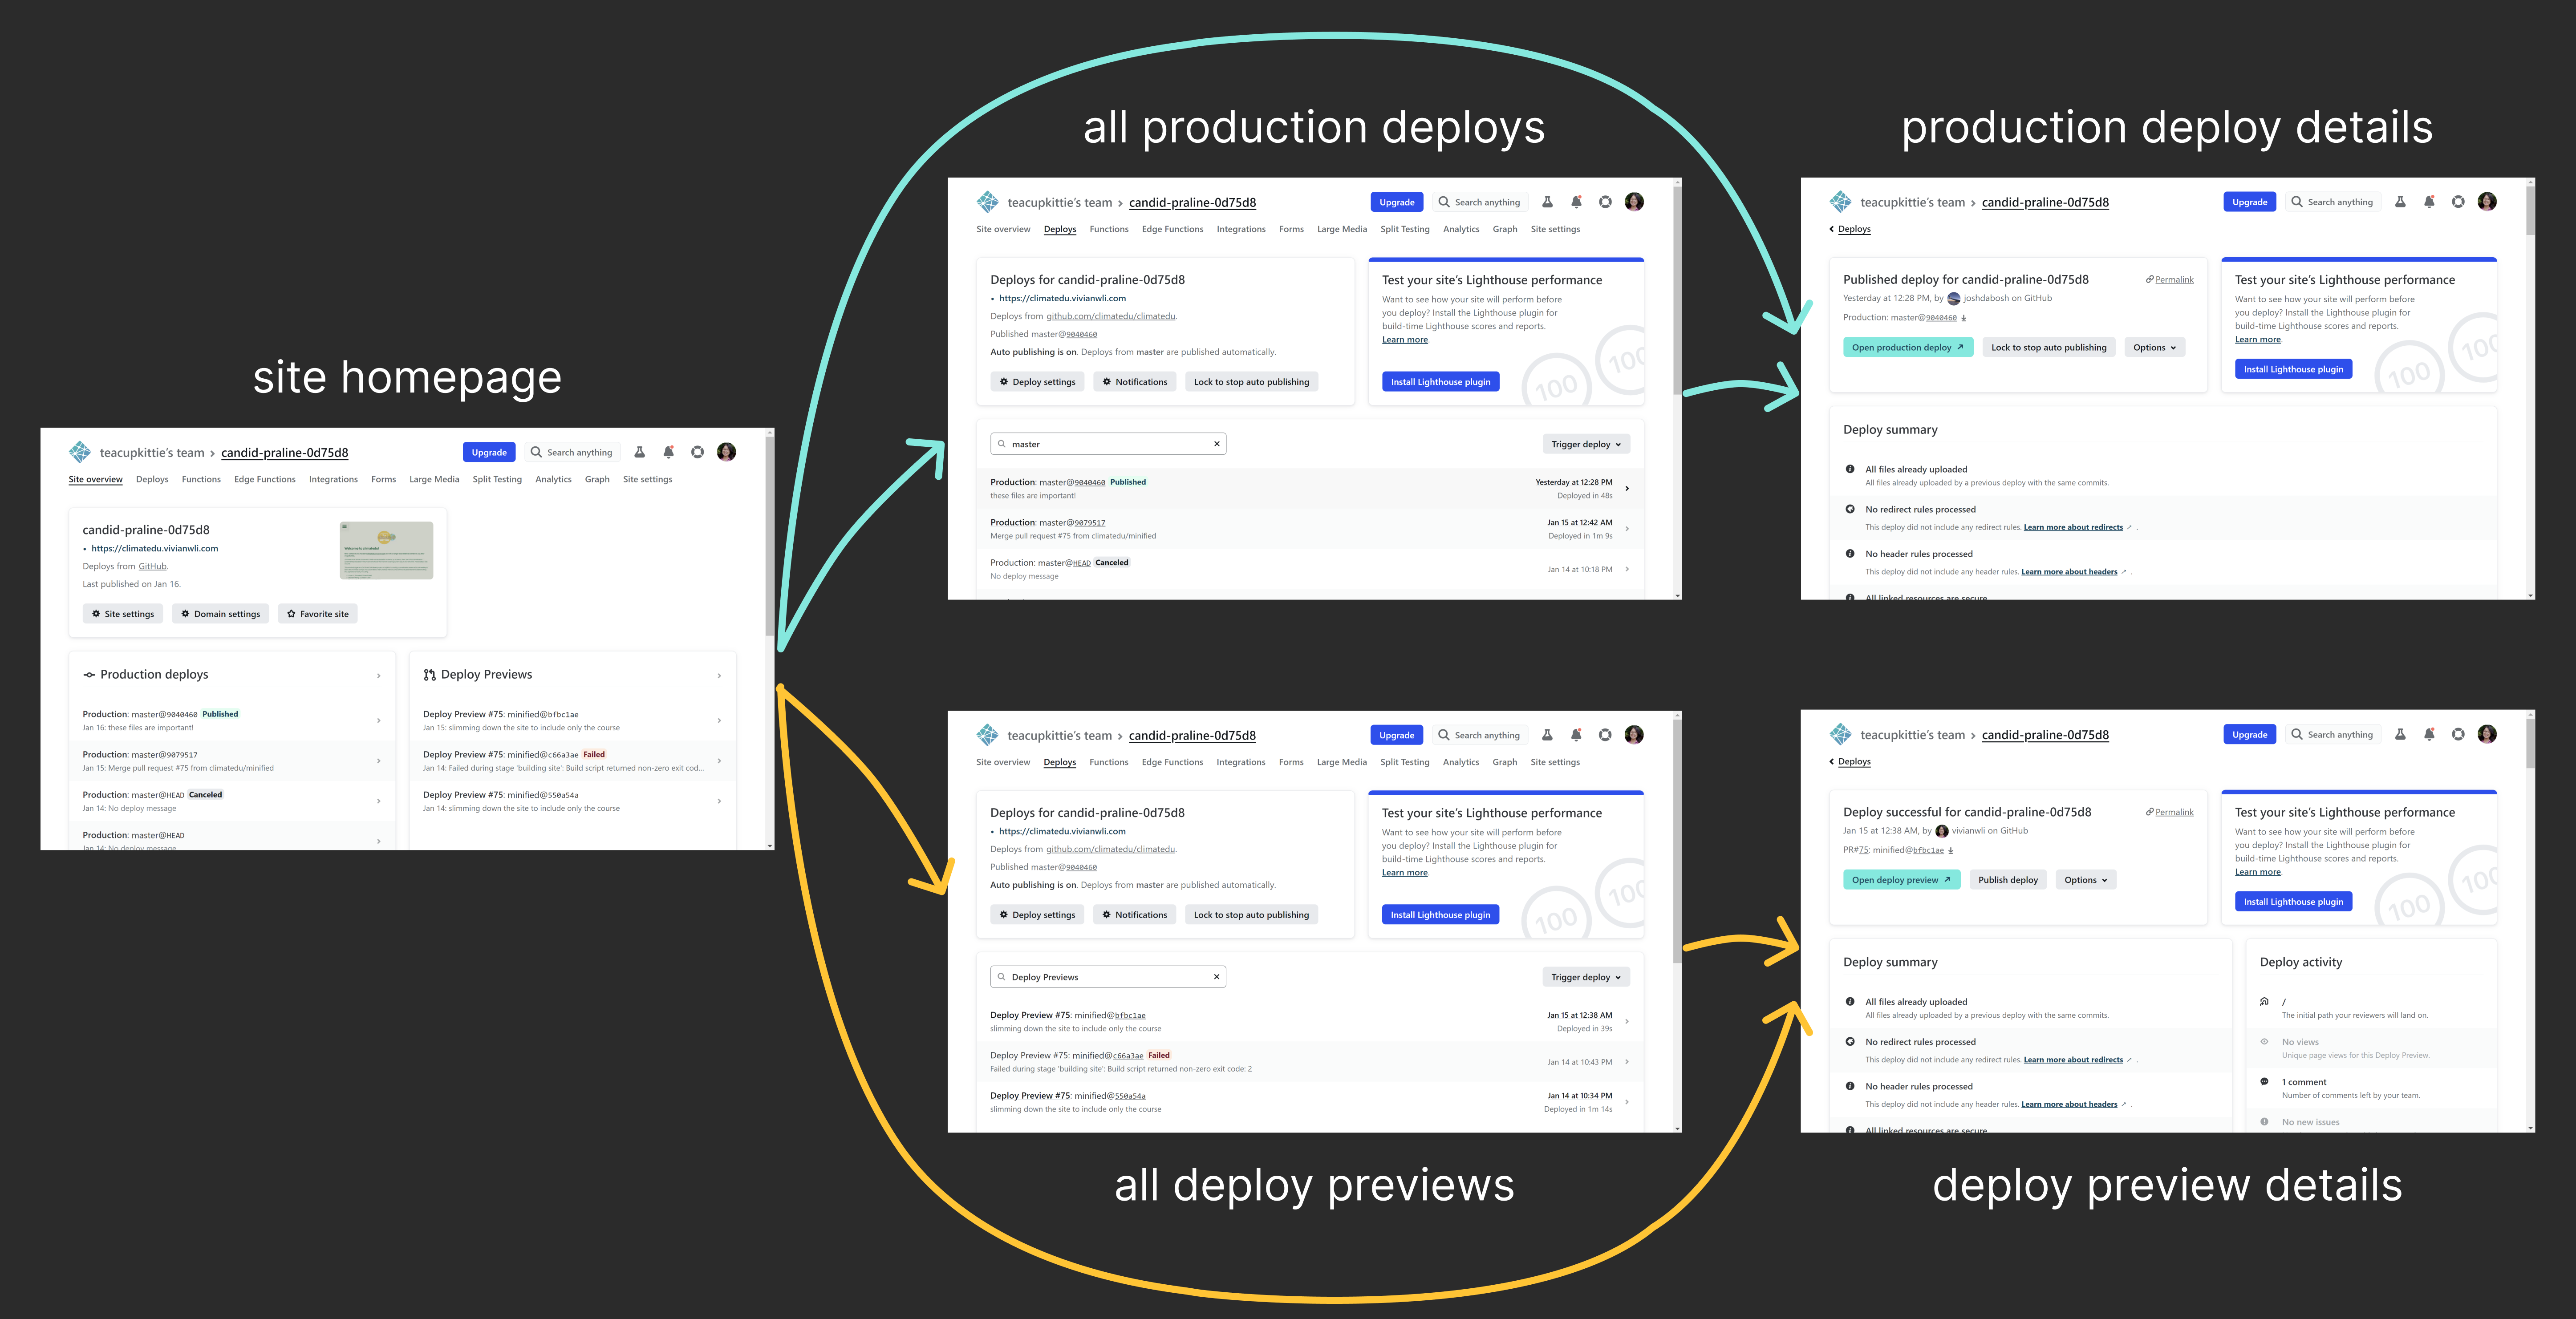 site homepage
teacupkittie's team › candid-praline-0d75d8
Upgrade
Search anything
Site overview Deploys Functions Edge Functions Integrations Forms Large Media Split Testing Analytics Graph Site settings
candid-praline-0d75d8
• https://climatedu.vivianwli.com
Deploys from GitHub.
Last published on Jan 16.
Site settings
Domain settings
Favorite site
Production deploys
Production: master@9040460 Published
Jan 16: these files are important!
Production: master@9079517
Jan 15: Merge pull request #75 from climatedu/minified
Production: master@HEAD Canceled
Jan 14: No deploy message
Production: master@HEAD
Jan 14: No deploy message
Deploy Previews
Deploy Preview #75: minified@bfbc1ae
Jan 15: slimming down the site to include only the course
Deploy Preview #75: minified@c66a3ae Failed
Jan 14: Failed during stage 'building site': Build script returned non-zero exit cod...
Deploy Preview #75: minified@550a54a
Jan 14: slimming down the site to include only the course
all production deploys
teacupkittie's team › candid-praline-0d75d8
Upgrade
Search anything
Site overview Deploys Functions Edge Functions Integrations Forms Large Media Split Testing Analytics Graph Site settings
Deploys for candid-praline-0d75d8
• https://climatedu.vivianwli.com
Deploys from github.com/climatedu/climatedu.
Published master@9040460
Auto publishing is on. Deploys from master are published automatically.
Deploy settings
Notifications
Lock to stop auto publishing
Test your site's Lighthouse performance
Want to see how your site will perform before
you deploy? Install the Lighthouse plugin for
build-time Lighthouse scores and reports.
Learn more.
Install Lighthouse plugin
100
100
master
Trigger deploy
Production: master@9040460 Published
these files are important!
Yesterday at 12:28 PM
Deployed in 48s
Production: master@9079517
Merge pull request #75 from climatedu/minified
Jan 15 at 12:42 AM
Deployed in 1m 9s
Production: master@HEAD Canceled
No deploy message
Jan 14 at 10:18 PM
production deploy details
teacupkittie's team › candid-praline-0d75d8
Upgrade
Search anything
Deploys
Published deploy for candid-praline-0d75d8
Permalink
Yesterday at 12:28 PM, by joshdabosh on GitHub
Production: master@9040460
Open production deploy
Lock to stop auto publishing
Options
Test your site's Lighthouse performance
Want to see how your site will perform before
you deploy? Install the Lighthouse plugin for
build-time Lighthouse scores and reports.
Learn more.
Install Lighthouse plugin
100
100
Deploy summary
All files already uploaded
All files already uploaded by a previous deploy with the same commits.
No redirect rules processed
This deploy did not include any redirect rules. Learn more about redirects .
No header rules processed
This deploy did not include any header rules. Learn more about headers .
All linked resources are secure
all deploy previews
teacupkittie's team › candid-praline-0d75d8
Upgrade
Search anything
Site overview Deploys Functions Edge Functions Integrations Forms Large Media Split Testing Analytics Graph Site settings
Deploys for candid-praline-0d75d8
• https://climatedu.vivianwli.com
Deploys from github.com/climatedu/climatedu.
Published master@9040460
Auto publishing is on. Deploys from master are published automatically.
Deploy settings
Notifications
Lock to stop auto publishing
Test your site's Lighthouse performance
Want to see how your site will perform before
you deploy? Install the Lighthouse plugin for
build-time Lighthouse scores and reports.
Learn more.
Install Lighthouse plugin
100
100
Deploy Previews
Trigger deploy
Deploy Preview #75: minified@bfbc1ae
slimming down the site to include only the course
Jan 15 at 12:38 AM
Deployed in 39s
Deploy Preview #75: minified@c66a3ae Failed
Failed during stage 'building site': Build script returned non-zero exit code: 2
Jan 14 at 10:43 PM
Deploy Preview #75: minified@550a54a
slimming down the site to include only the course
Jan 14 at 10:34 PM
Deployed in 1m 14s
deploy preview details
teacupkittie's team › candid-praline-0d75d8
Upgrade
Search anything
Deploys
Deploy successful for candid-praline-0d75d8
Permalink
Jan 15 at 12:38 AM, by vivianwli on GitHub
PR#75: minified@bfbc1ae
Open deploy preview
Publish deploy
Options
Test your site's Lighthouse performance
Want to see how your site will perform before
you deploy? Install the Lighthouse plugin for
build-time Lighthouse scores and reports.
Learn more.
Install Lighthouse plugin
100
100
Deploy summary
All files already uploaded
All files already uploaded by a previous deploy with the same commits.
No redirect rules processed
This deploy did not include any redirect rules. Learn more about redirects .
No header rules processed
This deploy did not include any header rules. Learn more about headers .
All linked resources are secure
Deploy activity
/
The initial path your reviewers will land on.
No views
Unique page views for this Deploy Preview.
1 comment
Number of comments left by your team.
No new issues